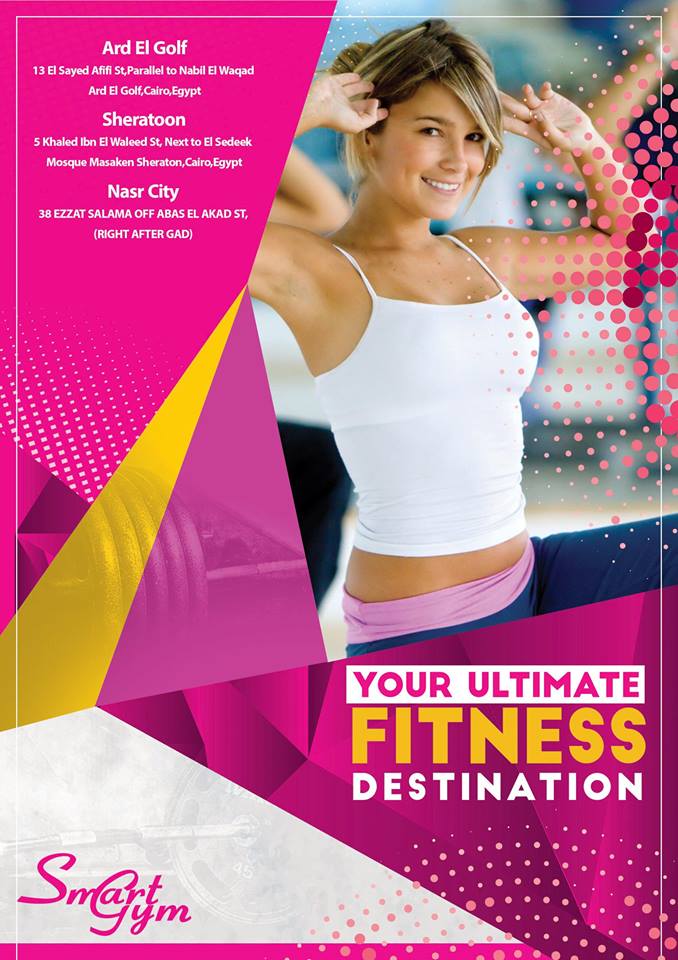 Ard El Golf
13 El Sayed Afifi St,Parallel to Nabil El Waqad
Ard El Golf,Cairo,Egypt
Sheratoon
5 Khaled Ibn El Waleed St, Next to El Sedeek
Mosque Masaken Sheraton,Cairo,Egypt
Nasr City
38 EZZAT SALAMA OFF ABAS EL AKAD ST,
(RIGHT AFTER GAD)
YOUR ULTIMATE
FITNESS
DESTINATION
45
Smart
Gym